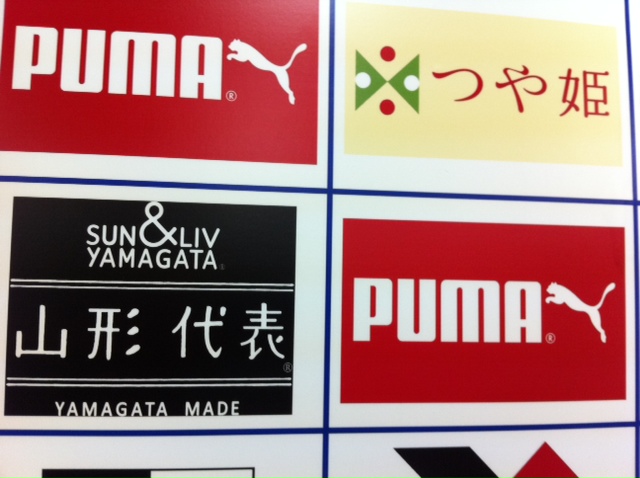 PUMA®
つや姫
SUN&LIV
YAMAGATA
山形代表®
YAMAGATA MADE
PUMA®